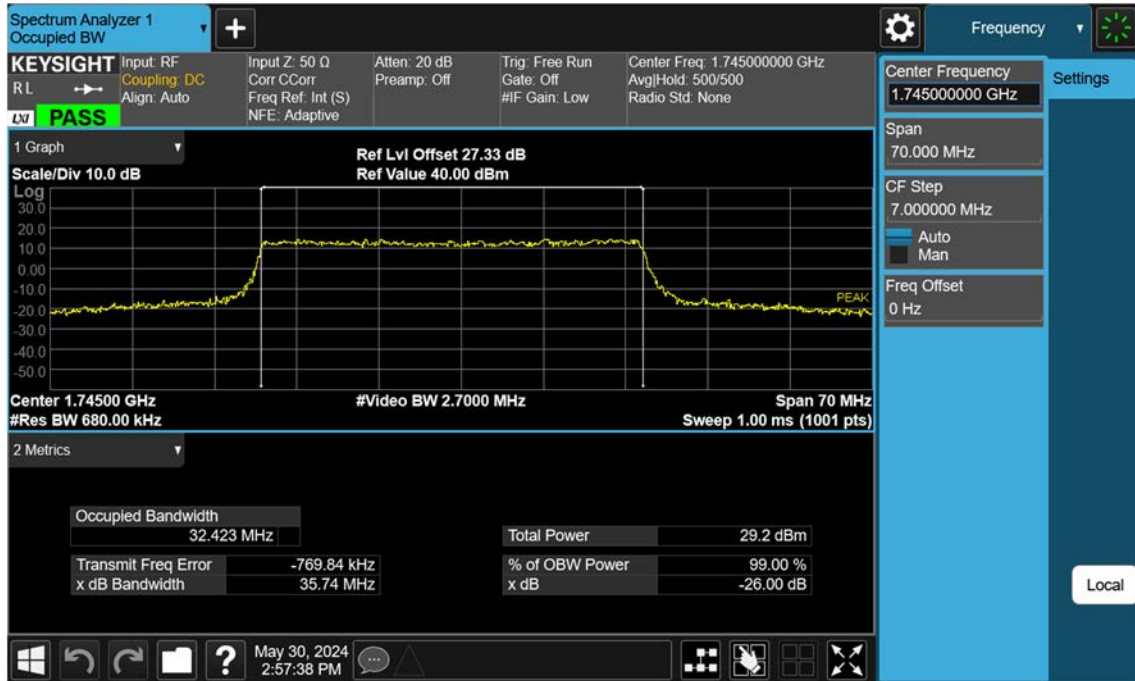 Spectrum Analyzer 1
Occupied BW
Frequency
KEYSIGHT
R L
LXI PASS
Input: RF
Coupling: DC
Align: Auto
Input Z: 50 Ω
Corr CCorr
Freq Ref: Int (S)
NFE: Adaptive
Atten: 20 dB
Preamp: Off
Trig: Free Run
Gate: Off
#IF Gain: Low
Center Freq: 1.745000000 GHz
Avg|Hold: 500/500
Radio Std: None
Center Frequency
1.745000000 GHz
Settings
Span
70.000 MHz
CF Step
7.000000 MHz
Auto
Man
Freq Offset
0 Hz
Local
1 Graph
Scale/Div 10.0 dB
Ref Lvl Offset 27.33 dB
Ref Value 40.00 dBm
Log
30.0
20.0
10.0
0.00
-10.0
-20.0
-30.0
-40.0
-50.0
PEAK
Center 1.74500 GHz
#Video BW 2.7000 MHz
Span 70 MHz
#Res BW 680.00 kHz
Sweep 1.00 ms (1001 pts)
2 Metrics
Occupied Bandwidth
32.423 MHz
Total Power 29.2 dBm
Transmit Freq Error -769.84 kHz
% of OBW Power 99.00 %
x dB Bandwidth 35.74 MHz
x dB -26.00 dB
?
May 30, 2024
2:57:38 PM